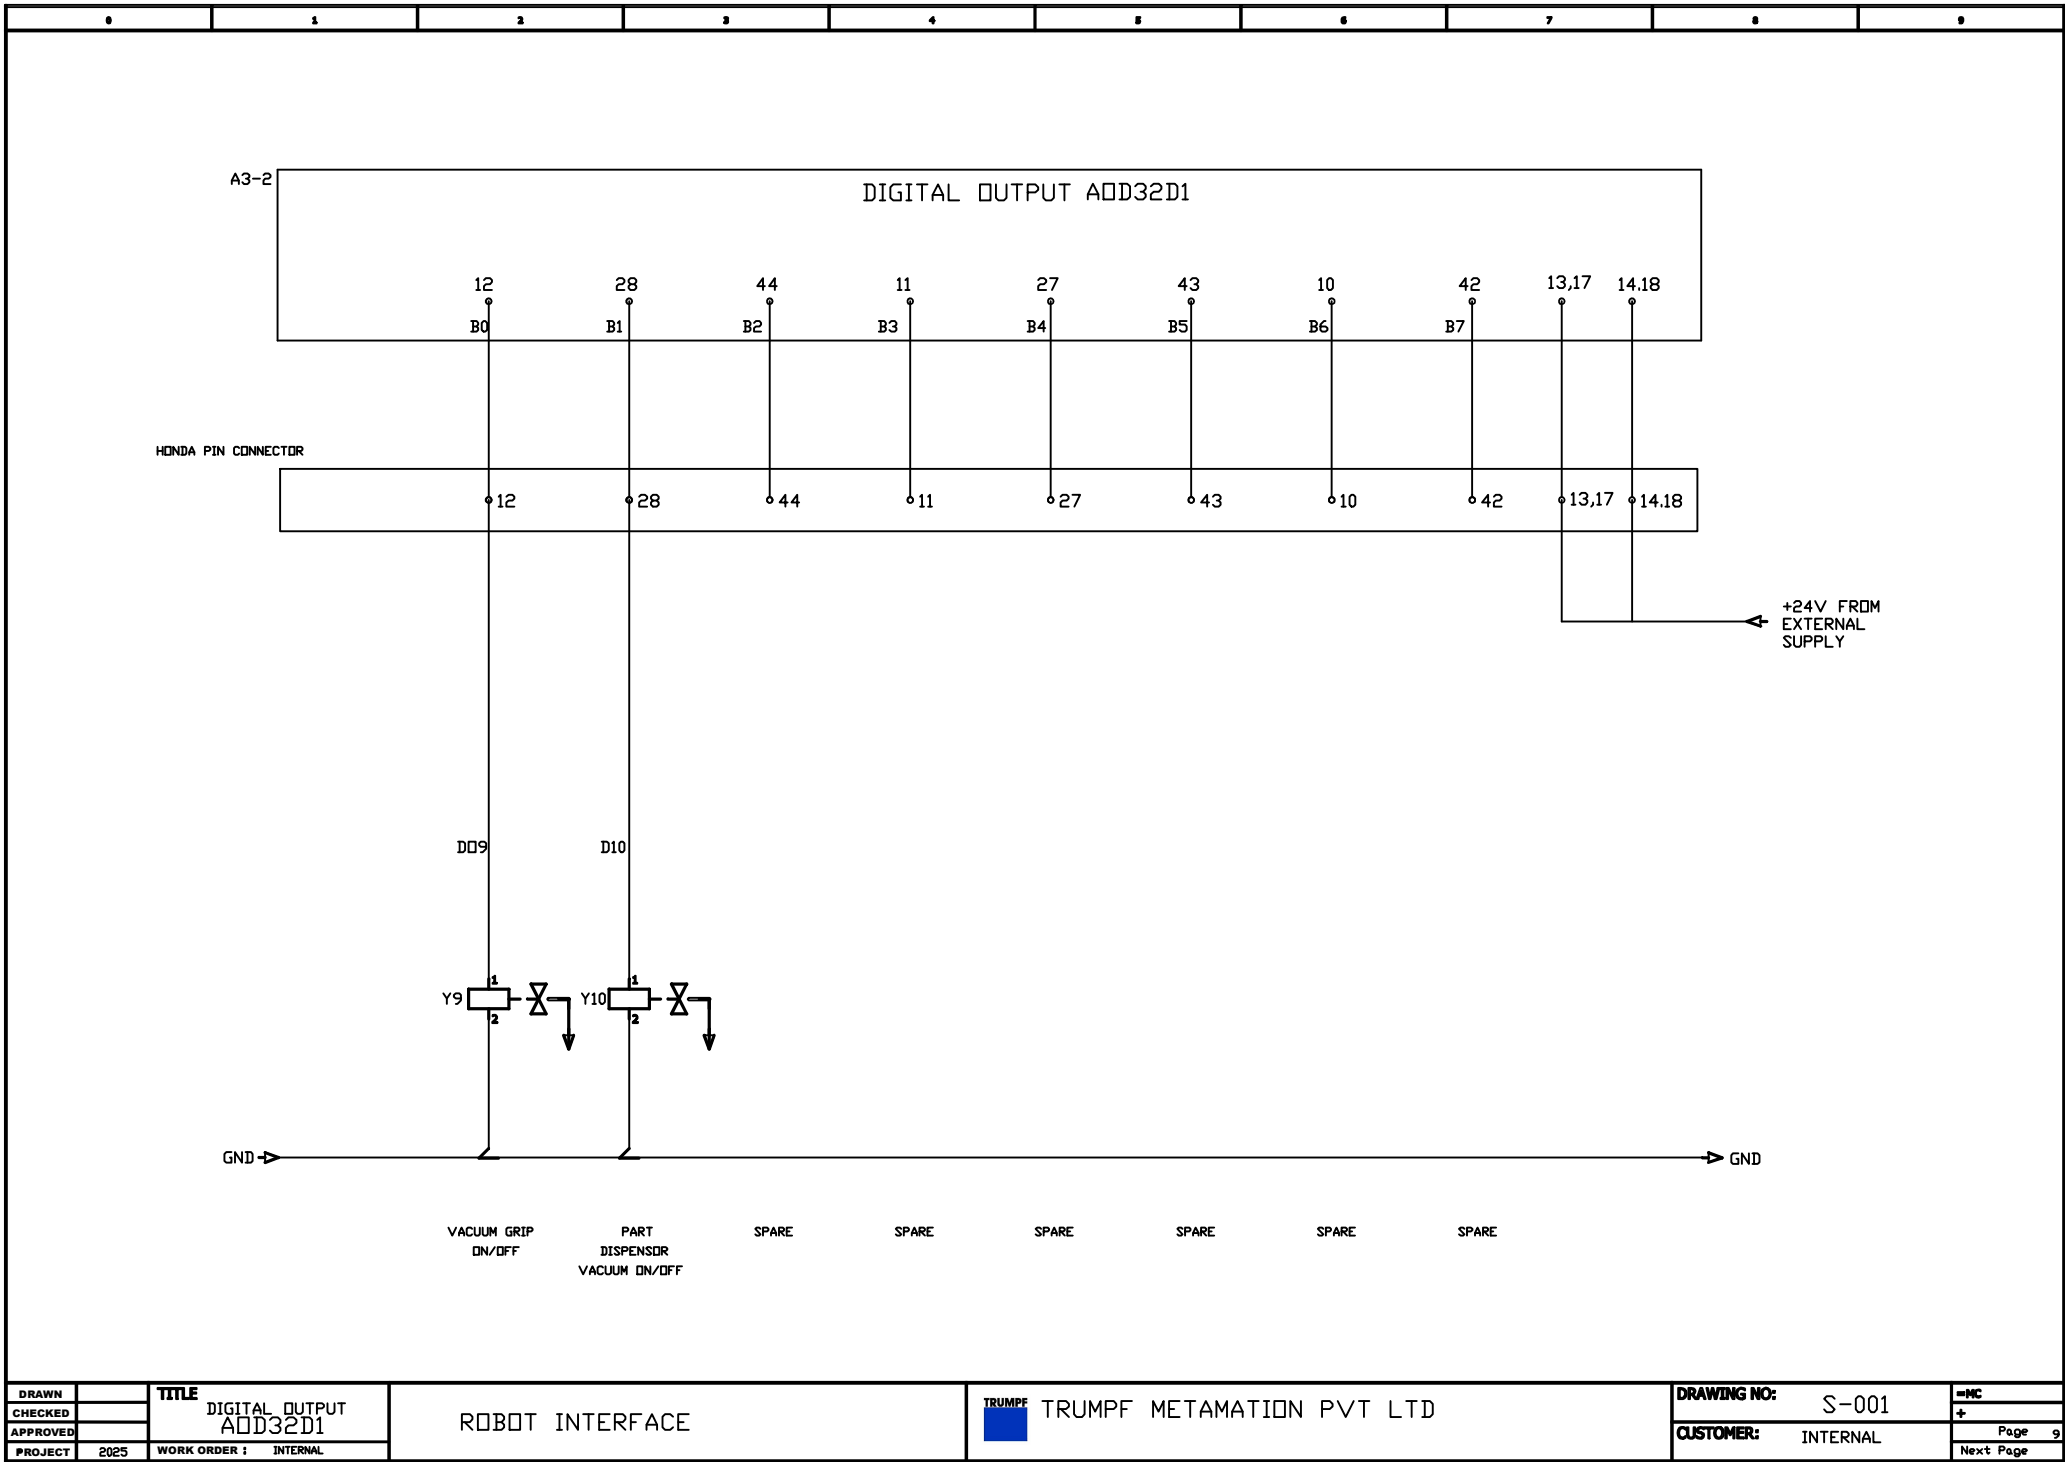 0 1 2 3 4 5 6 7 8 9
A3-2
DIGITAL OUTPUT AOD32D1
12 28 44 11 27 43 10 42 13,17 14.18
B0 B1 B2 B3 B4 B5 B6 B7
HONDA PIN CONNECTOR
12 28 44 11 27 43 10 42 13,17 14.18
+24V FROM
EXTERNAL
SUPPLY
DO9 D10
1 1
Y9 Y10
2 2
GND GND
VACUUM GRIP
ON/OFF
PART
DISPENSOR
VACUUM ON/OFF
SPARE SPARE SPARE SPARE SPARE SPARE
DRAWN
CHECKED
APPROVED
PROJECT 2025
TITLE
DIGITAL OUTPUT
AOD32D1
WORK ORDER : INTERNAL
ROBOT INTERFACE
TRUMPF
TRUMPF METAMATION PVT LTD
DRAWING NO: S-001
CUSTOMER: INTERNAL
=MC
+
Page 9
Next Page